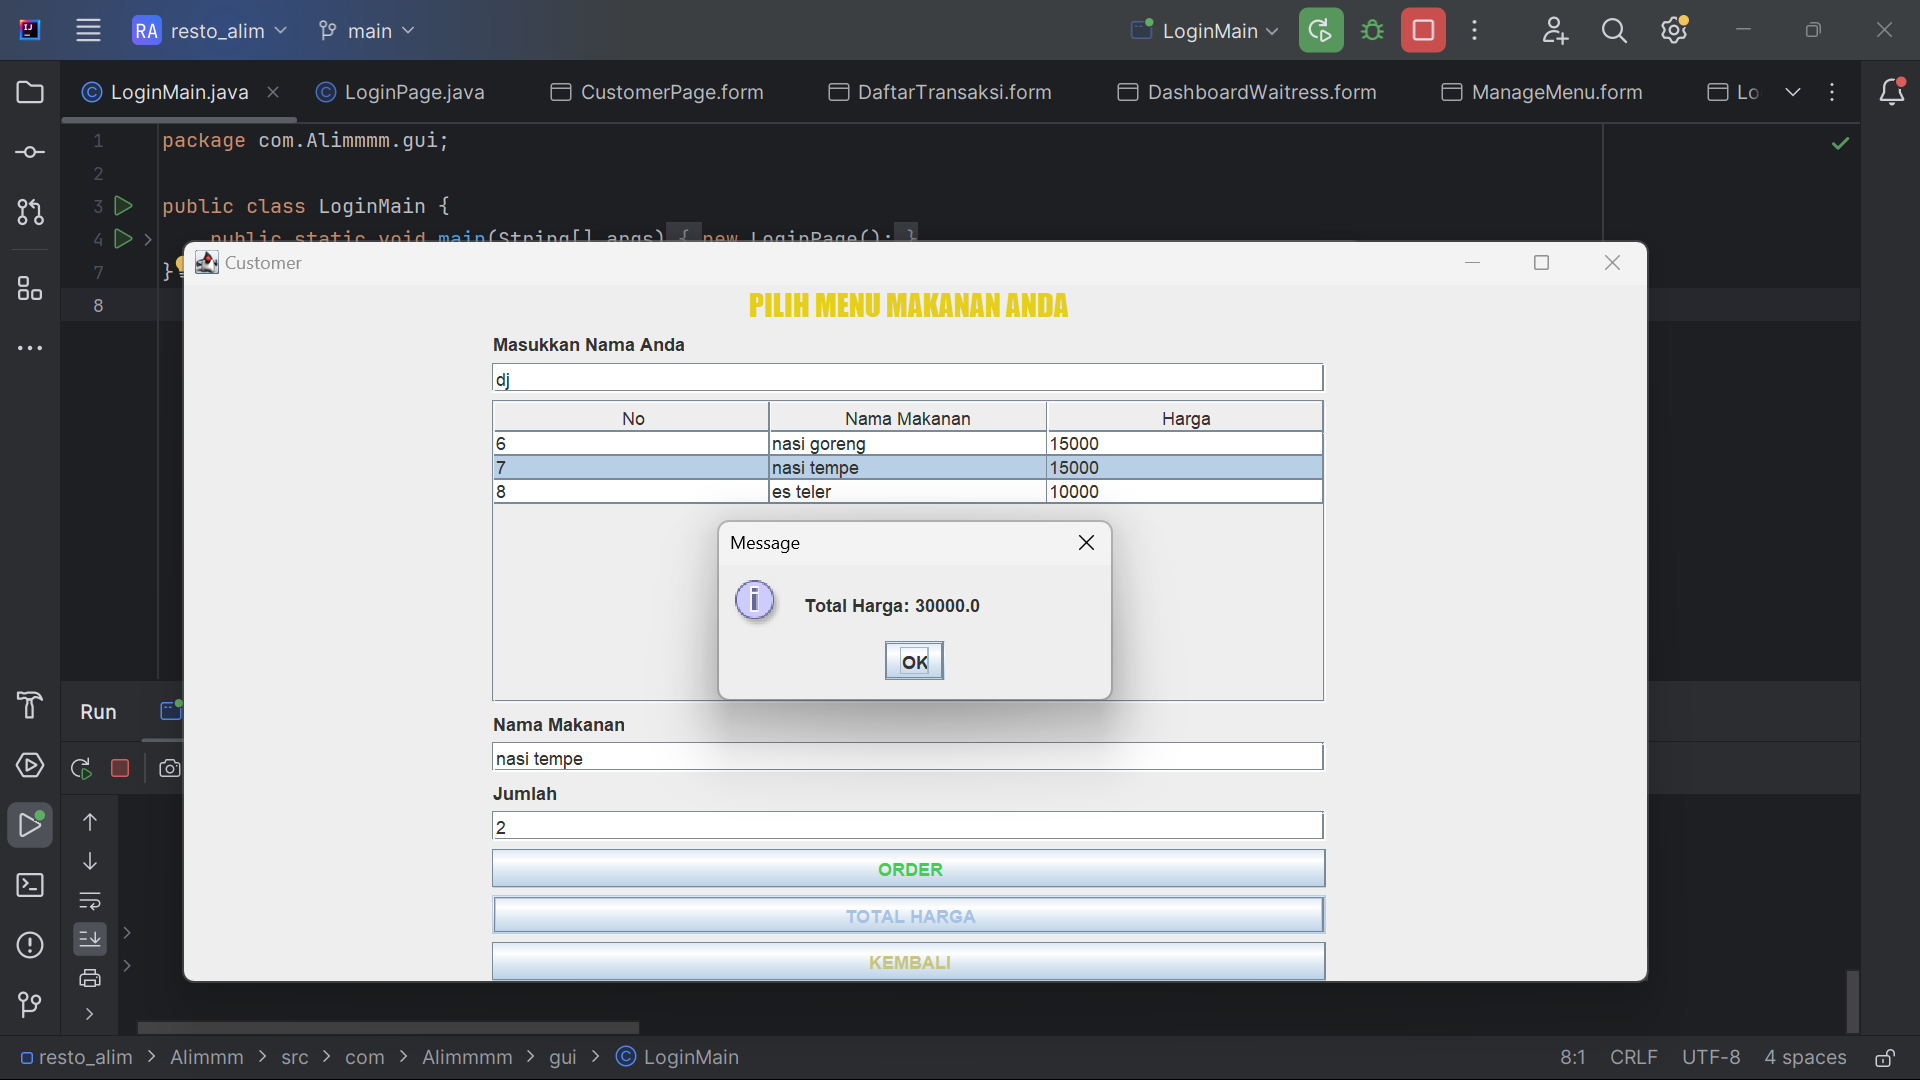 RA resto_alim main LoginMain
LoginMain.java LoginPage.java CustomerPage.form DaftarTransaksi.form DashboardWaitress.form ManageMenu.form Lo
1 package com.Alimmmm.gui;
2
3 public class LoginMain {
4 public static void main(String[] args) { new LoginPage(); }
7 }
8
Customer
PILIH MENU MAKANAN ANDA
Masukkan Nama Anda
dj
No Nama Makanan Harga
6 nasi goreng 15000
7 nasi tempe 15000
8 es teler 10000
Message
Total Harga: 30000.0
OK
Nama Makanan
nasi tempe
Jumlah
2
ORDER
TOTAL HARGA
KEMBALI
Run
resto_alim > Alimmm > src > com > Alimmmm > gui > LoginMain
8:1 CRLF UTF-8 4 spaces